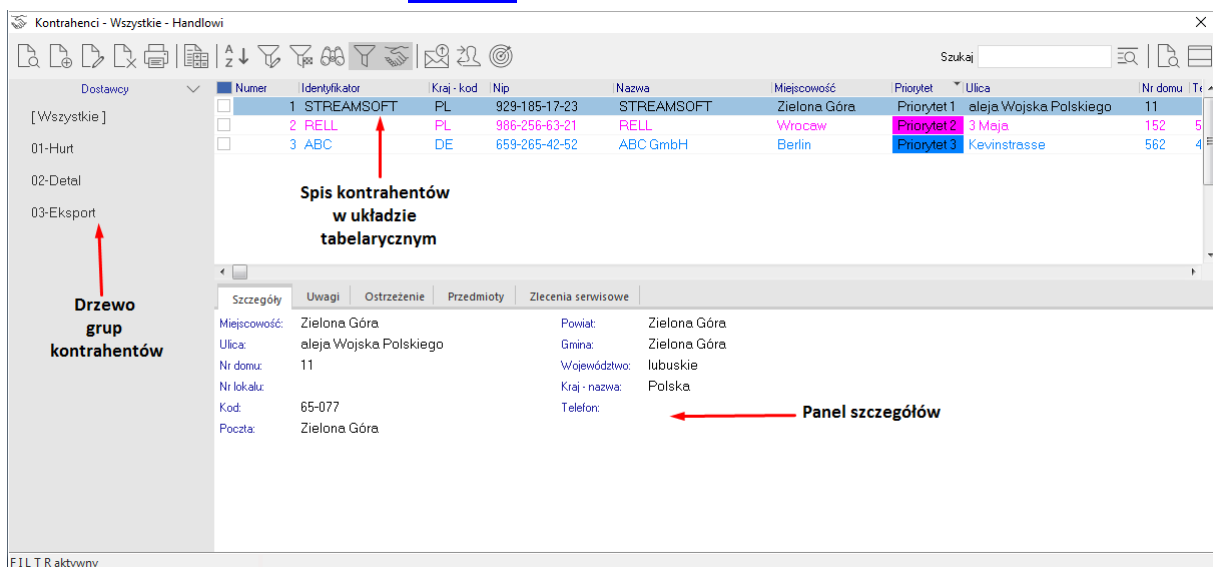 Kontrahenci - Wszystkie - Handlowi
Szukaj
Dostawcy
[Wszystkie]
01-Hurt
02-Detal
03-Eksport
Drzewo
grup
kontrahentów
Numer Identyfikator Kraj - kod Nip Nazwa Miejscowość Priorytet Ulica Nr domu Te
1 STREAMSOFT PL 929-185-17-23 STREAMSOFT Zielona Góra Priorytet 1 aleja Wojska Polskiego 11
2 RELL PL 986-256-63-21 RELL Wrocaw Priorytet 2 3 Maja 152 5
3 ABC DE 659-265-42-52 ABC GmbH Berlin Priorytet 3 Kevinstrasse 562 4
Spis kontrahentów
w układzie
tabelarycznym
Szczegóły Uwagi Ostrzeżenie Przedmioty Zlecenia serwisowe
Miejscowość: Zielona Góra Powiat: Zielona Góra
Ulica: aleja Wojska Polskiego Gmina: Zielona Góra
Nr domu: 11 Województwo: lubuskie
Nr lokalu: Kraj - nazwa: Polska
Kod: 65-077 Telefon:
Poczta: Zielona Góra
Panel szczegółów
F I L T R aktywny